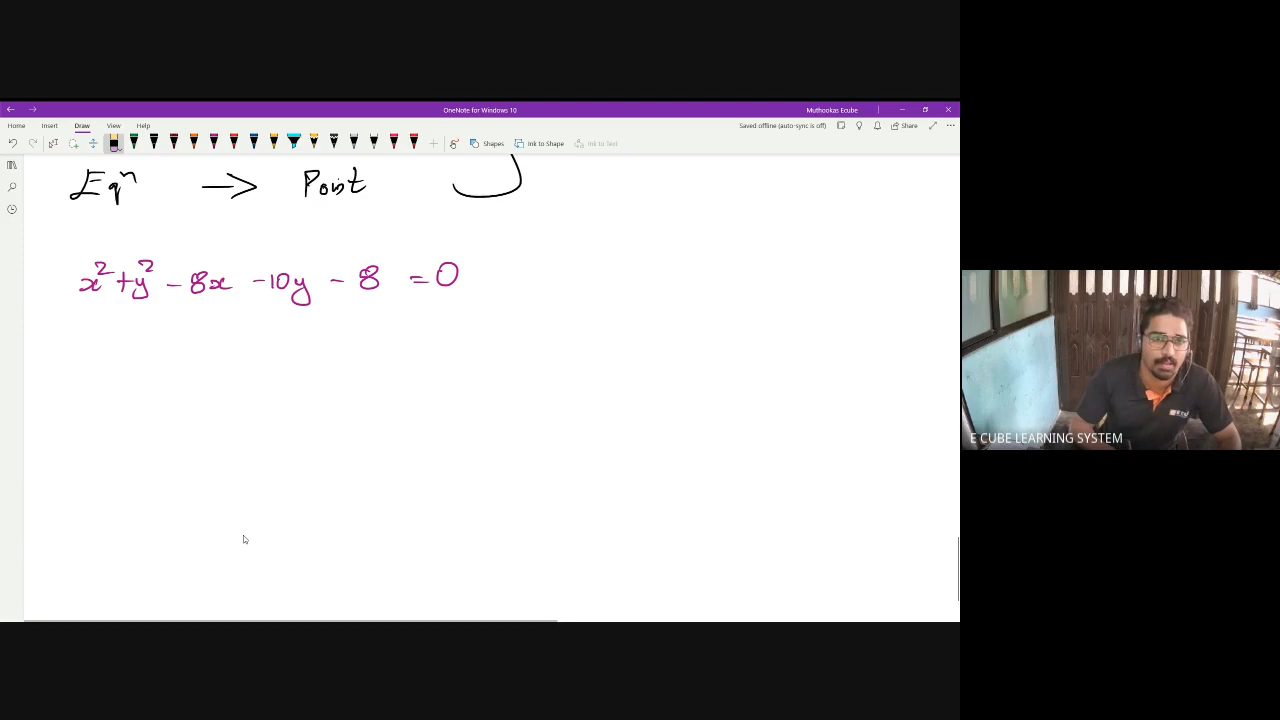 OneNote for Windows 10
Muthookas Ecube
Home Insert Draw View Help
Saved offline (auto-sync is off) Share
Shapes Ink to Shape Ink to Text
Eqⁿ → Point
x² + y² - 8x - 10y - 8 = 0
E CUBE LEARNING SYSTEM